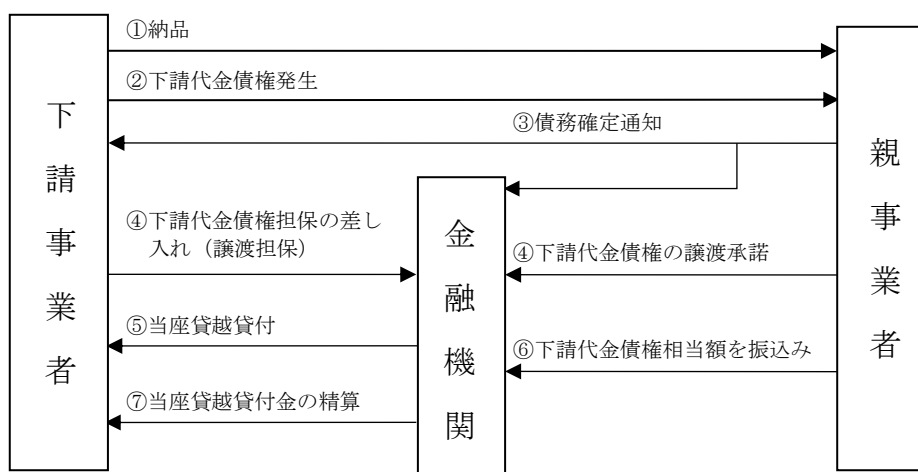 ①納品
②下請代金債権発生
③債務確定通知
下請事業者
親事業者
金融機関
④下請代金債権担保の差し
入れ（譲渡担保）
④下請代金債権の譲渡承諾
⑤当座貸越貸付
⑥下請代金債権相当額を振込み
⑦当座貸越貸付金の精算